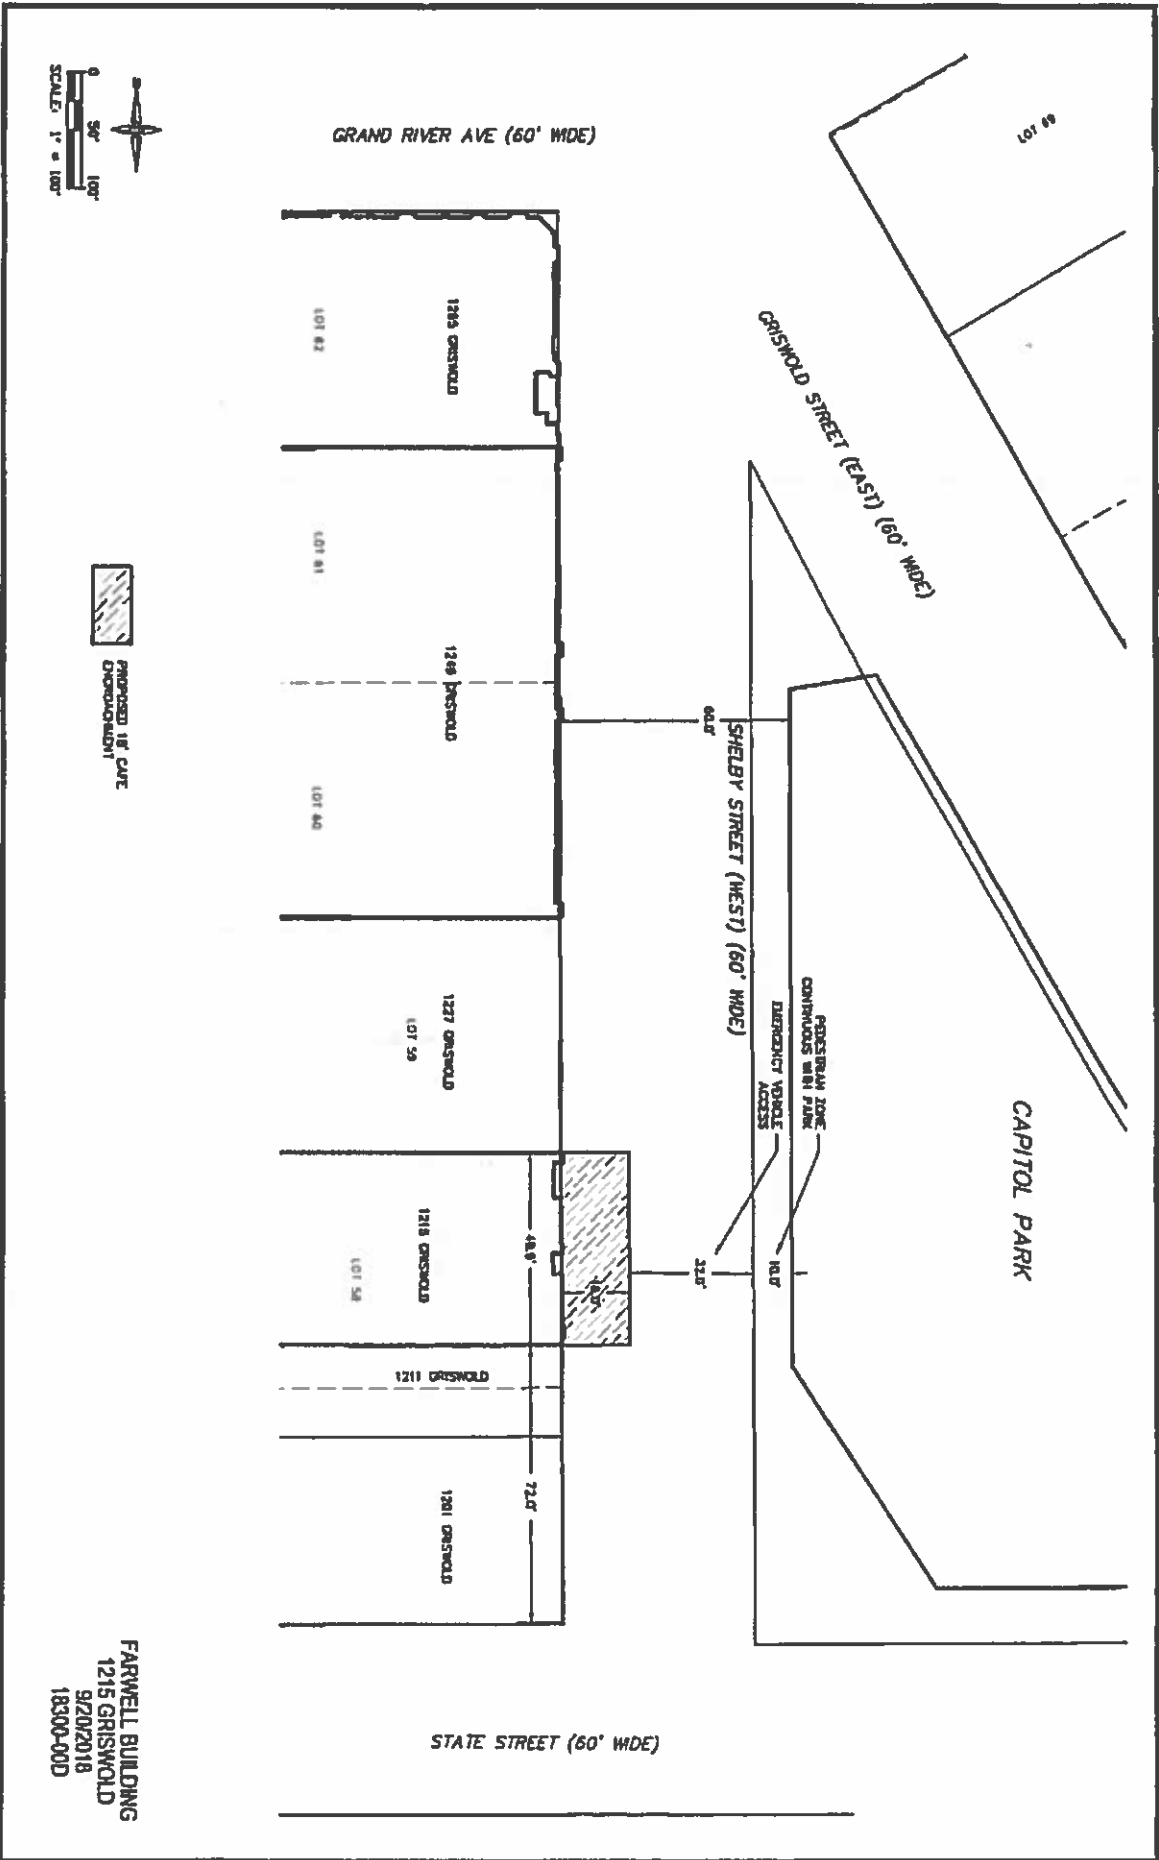 GRAND RIVER AVE (60' WIDE)
LOT 69
GRISWOLD STREET (EAST) (60' WIDE)
SHELBY STREET (WEST) (60' WIDE)
CAPITOL PARK
PEDESTRIAN ZONE
CONTINUOUS WITH PARK
EMERGENCY VEHICLE
ACCESS
60.0'
32.0'
10.0'
18.0'
LOT 62
1249 GRISWOLD
LOT 61
LOT 60
1227 GRISWOLD
LOT 59
1215 GRISWOLD
LOT 58
72.0'
1211 GRISWOLD
1201 GRISWOLD
STATE STREET (60' WIDE)
N
0 50' 100'
SCALE: 1" = 100'
PROPOSED 18' CAFE
ENCROACHMENT
FARWELL BUILDING
1215 GRISWOLD
9/20/2018
18300-00D